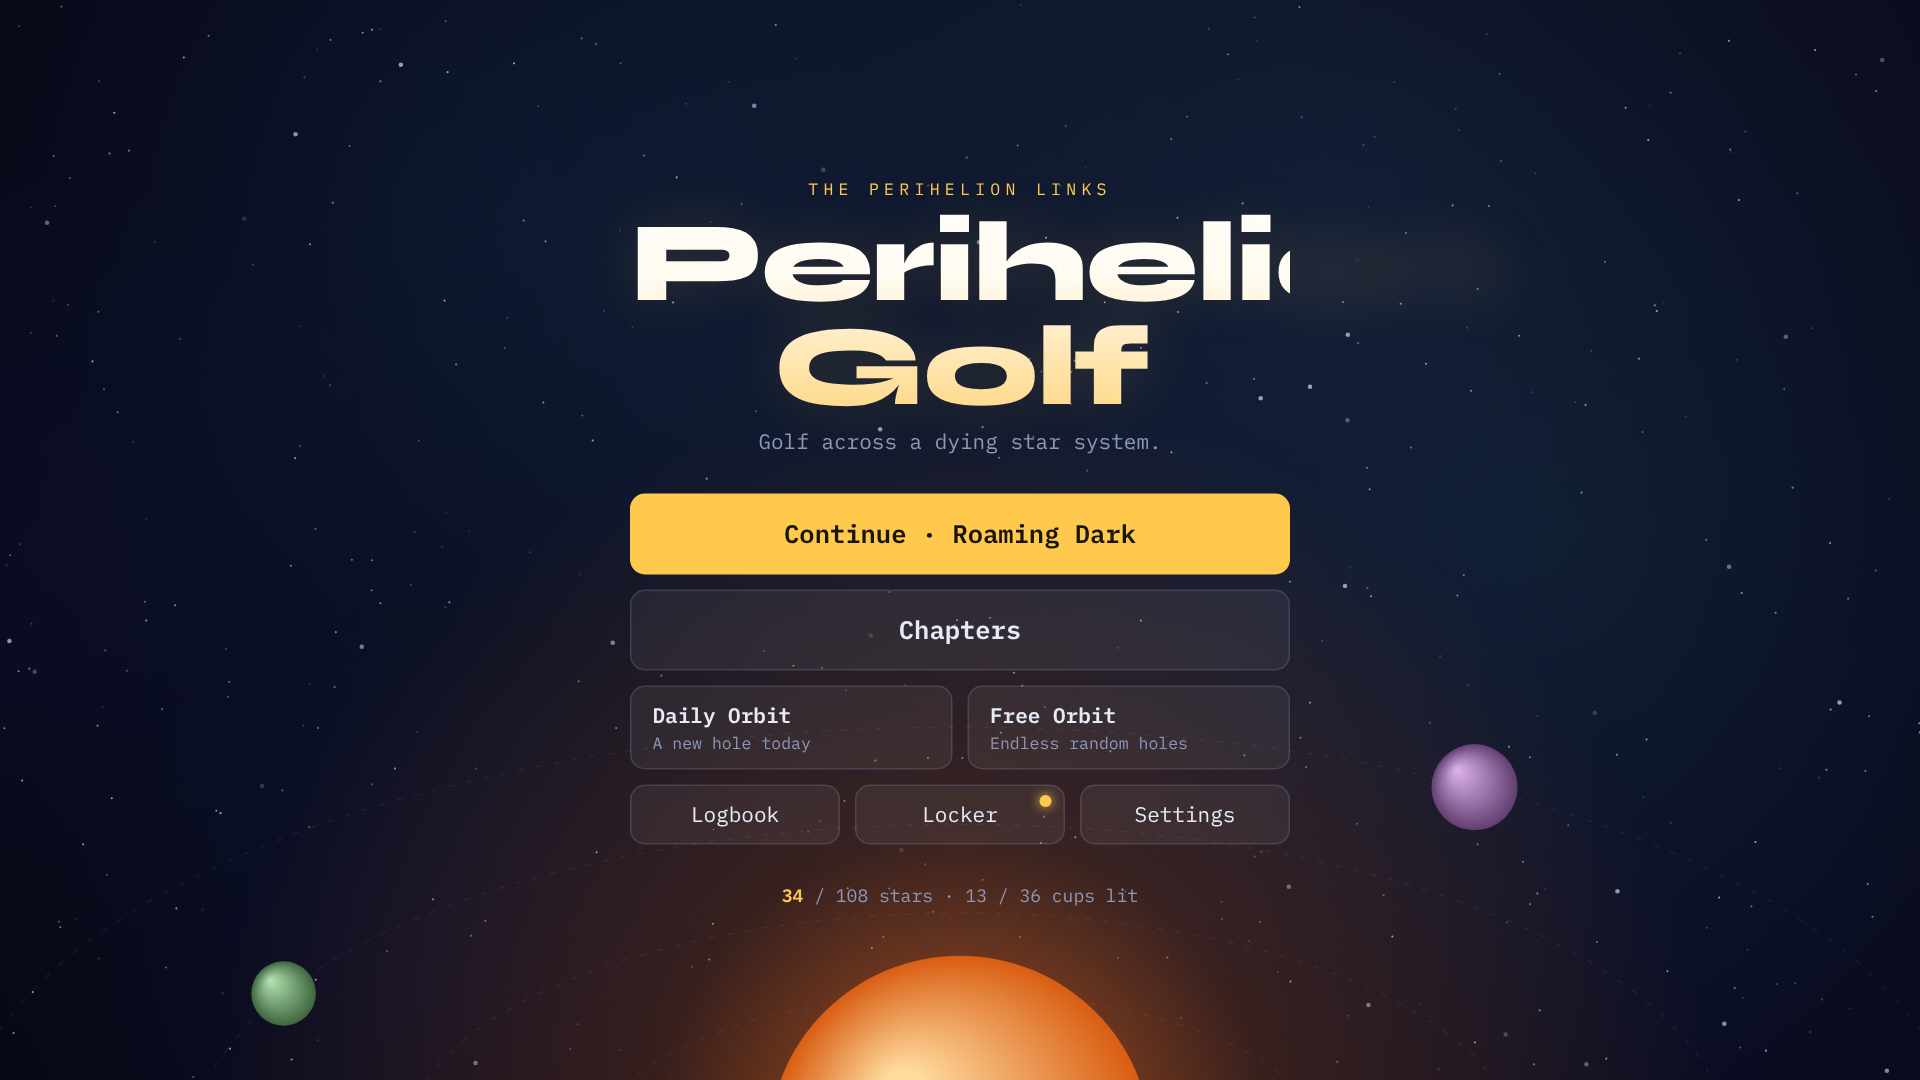 THE PERIHELION LINKS
Periheli
Golf
Golf across a dying star system.
Continue · Roaming Dark
Chapters
Daily Orbit
A new hole today
Free Orbit
Endless random holes
Logbook
Locker
Settings
34 / 108 stars · 13 / 36 cups lit